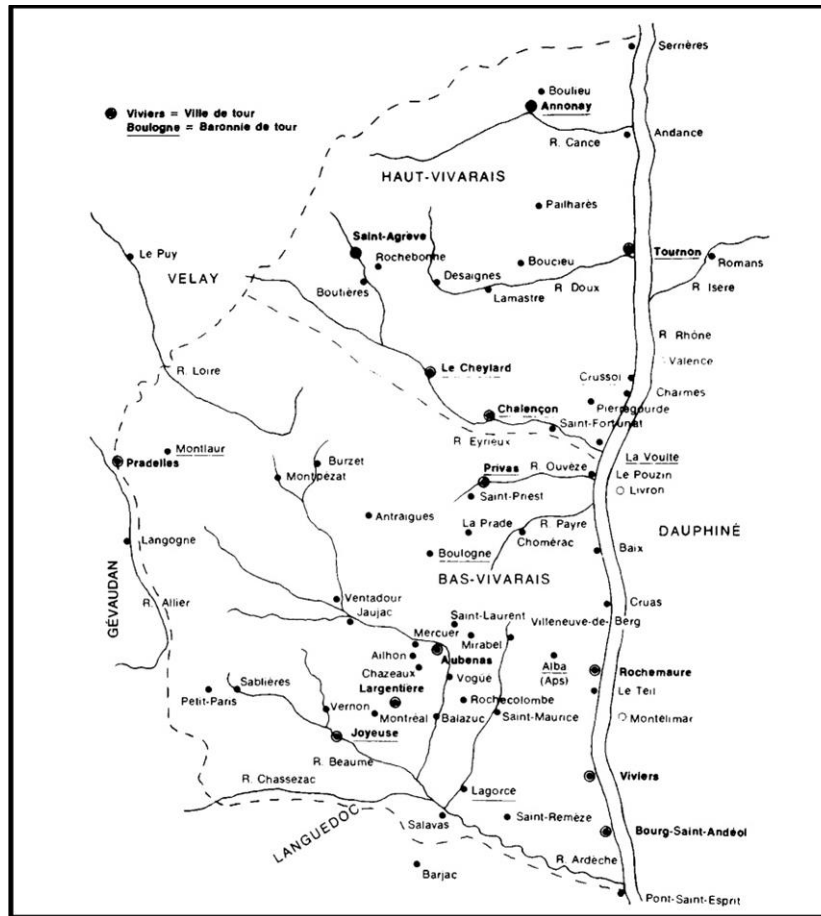 Serrières
Boulieu
Viviers = Ville de tour
Boulogne = Baronnie de tour
Annonay
Andance
R. Cance
HAUT-VIVARAIS
Pailharès
Saint-Agrève
Tournon
Le Puy
Rochebonne
Boucieu
Romans
VELAY
Desaignes
Boutières
Lamastre
R Doux
R Isere
R Rhône
Valence
R. Loire
Le Cheylard
Crussol
Charmes
Pierregourde
Chalençon
Saint-Fortunat
R Eyrieux
Montlaur
Burzet
La Voulte
Pradelles
Privas
R. Ouvèze
Le Pouzin
Montpézat
Saint-Priest
Livron
Antraigues
La Prade
R. Payre
DAUPHINÉ
Langogne
Chomérac
Boulogne
Baix
BAS-VIVARAIS
GÉVAUDAN
R. Allier
Ventadour
Cruas
Jaujac
Saint-Laurent
Villeneuve-de-Berg
Mercuer
Mirabel
Ailhon
Aubenas
Alba
(Aps)
Rochemaure
Chazeaux
Vogüé
Sablières
Largentière
Le Teil
Petit-Paris
Rochecolombe
Vernon
Montréal
Balazuc
Saint-Maurice
Montélimar
Joyeuse
R. Beaume
Viviers
R. Chassezac
Lagorce
LANGUEDOC
Salavas
Saint-Remèze
Bourg-Saint-Andéol
R. Ardèche
Barjac
Pont-Saint-Esprit